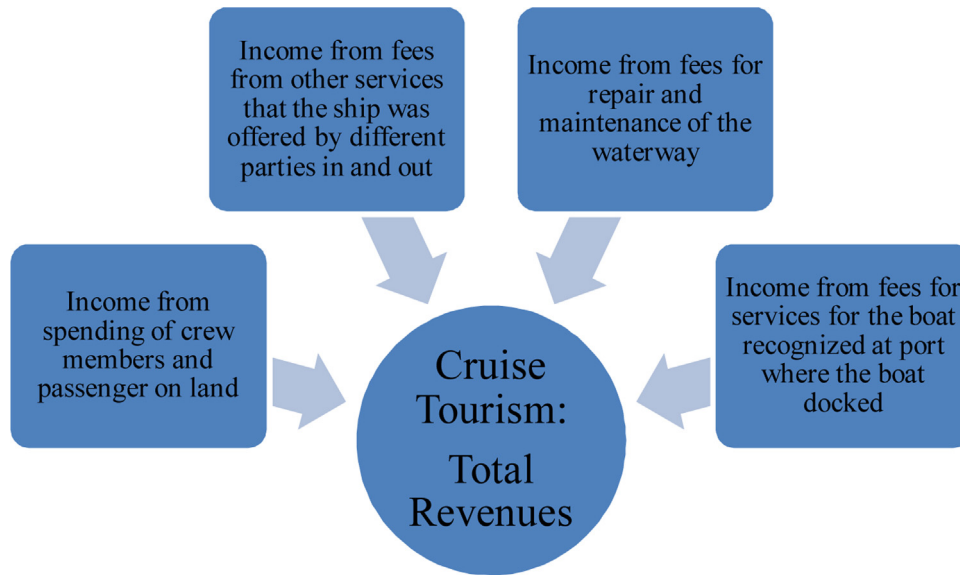 Income from fees
from other services
that the ship was
offered by different
parties in and out
Income from fees for
repair and
maintenance of the
waterway
Income from
spending of crew
members and
passenger on land
Income from fees for
services for the boat
recognized at port
where the boat
docked
Cruise
Tourism:
Total
Revenues